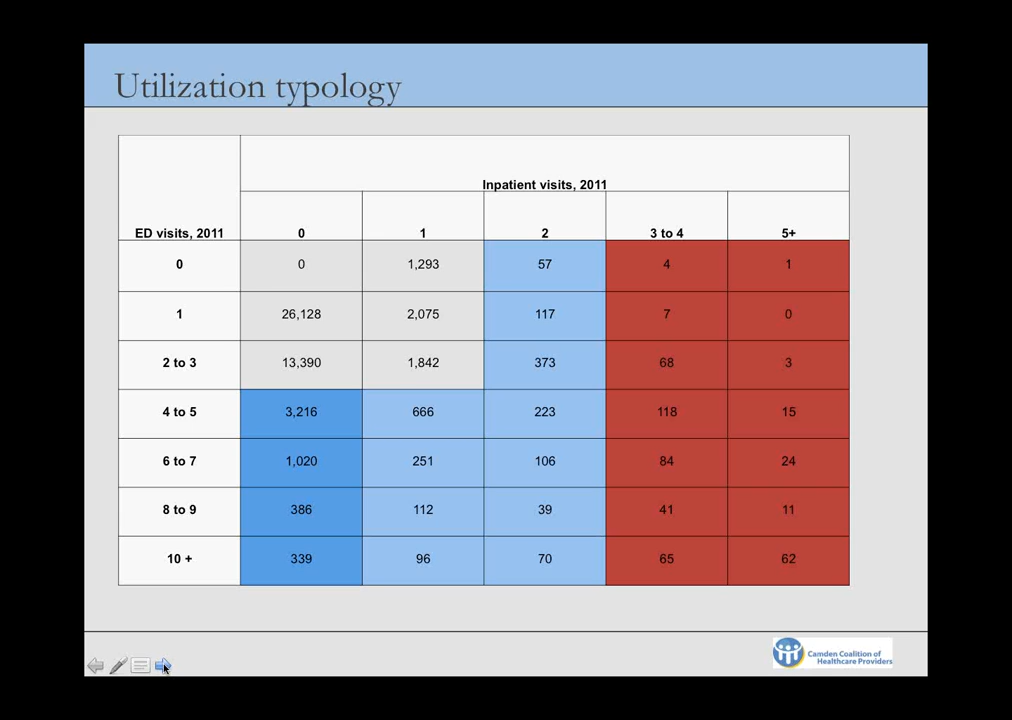 Utilization typology
Inpatient visits, 2011
ED visits, 2011 0 1 2 3 to 4 5+
0 0 1,293 57 4 1
1 26,128 2,075 117 7 0
2 to 3 13,390 1,842 373 68 3
4 to 5 3,216 666 223 118 15
6 to 7 1,020 251 106 84 24
8 to 9 386 112 39 41 11
10 + 339 96 70 65 62
Camden Coalition of
Healthcare Providers